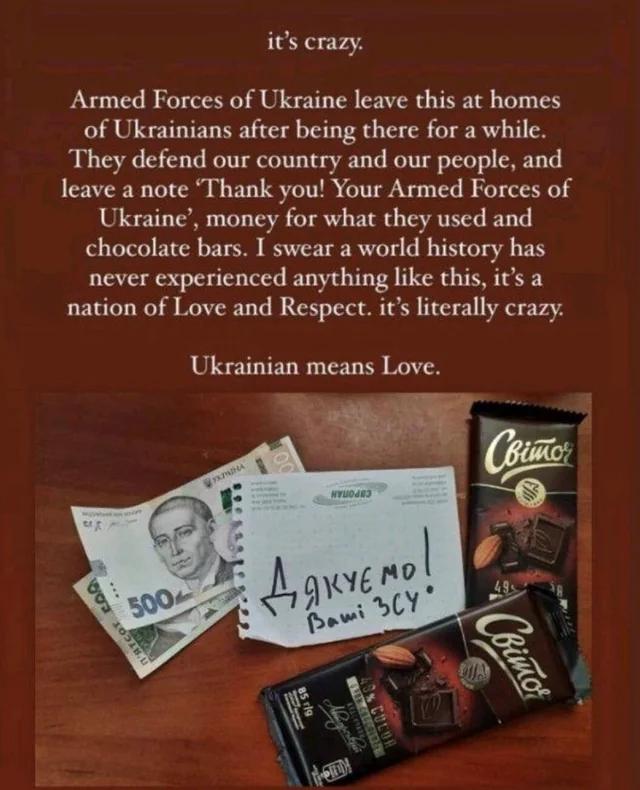 it's crazy.
Armed Forces of Ukraine leave this at homes
of Ukrainians after being there for a while.
They defend our country and our people, and
leave a note ‘Thank you! Your Armed Forces of
Ukraine’, money for what they used and
chocolate bars. I swear a world history has
never experienced anything like this, it's a
nation of Love and Respect. it's literally crazy.
Ukrainian means Love.
Світоч
УКРАЇНА
ЄВРОПАН
500
П'ЯТСОТ
Дякуємо!
Ваші ЗСУ
Світоч
85 г/g